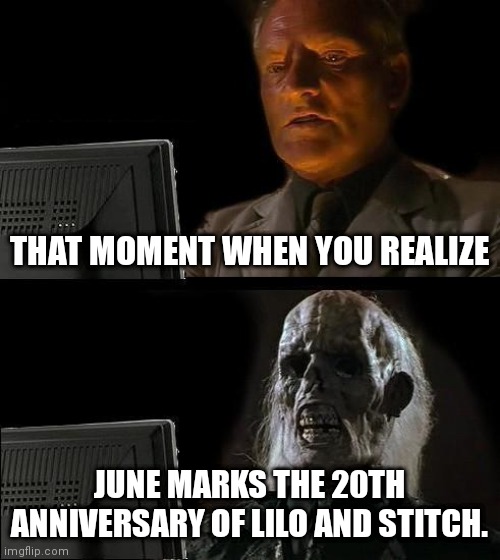 THAT MOMENT WHEN YOU REALIZE
JUNE MARKS THE 20TH
ANNIVERSARY OF LILO AND STITCH.
imgflip.com